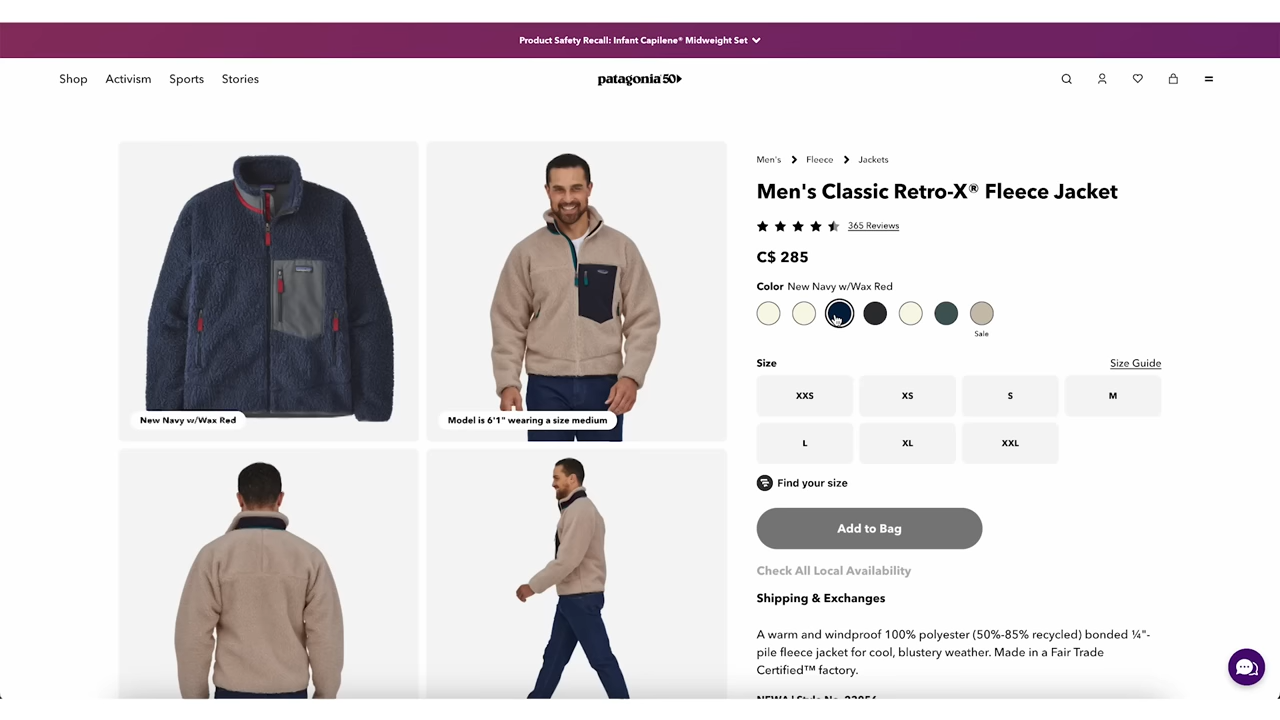 Product Safety Recall: Infant Capilene® Midweight Set
Shop Activism Sports Stories
patagonia 50
Men's Fleece Jackets
Men's Classic Retro-X® Fleece Jacket
365 Reviews
C$ 285
Color New Navy w/Wax Red
Sale
Size Size Guide
XXS XS S M
L XL XXL
Find your size
Add to Bag
Check All Local Availability
Shipping & Exchanges
A warm and windproof 100% polyester (50%-85% recycled) bonded ¼"-
pile fleece jacket for cool, blustery weather. Made in a Fair Trade
Certified™ factory.
New Navy w/Wax Red
Model is 6'1" wearing a size medium